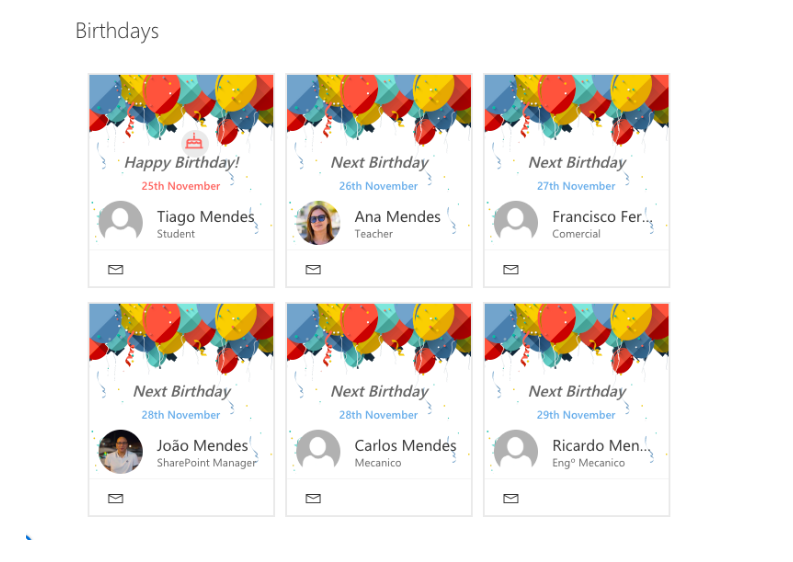 Birthdays
Happy Birthday!
25th November
Tiago Mendes
Student
Next Birthday
26th November
Ana Mendes
Teacher
Next Birthday
27th November
Francisco Fer...
Comercial
Next Birthday
28th November
João Mendes
SharePoint Manager
Next Birthday
28th November
Carlos Mendes
Mecanico
Next Birthday
29th November
Ricardo Men...
Engº Mecanico